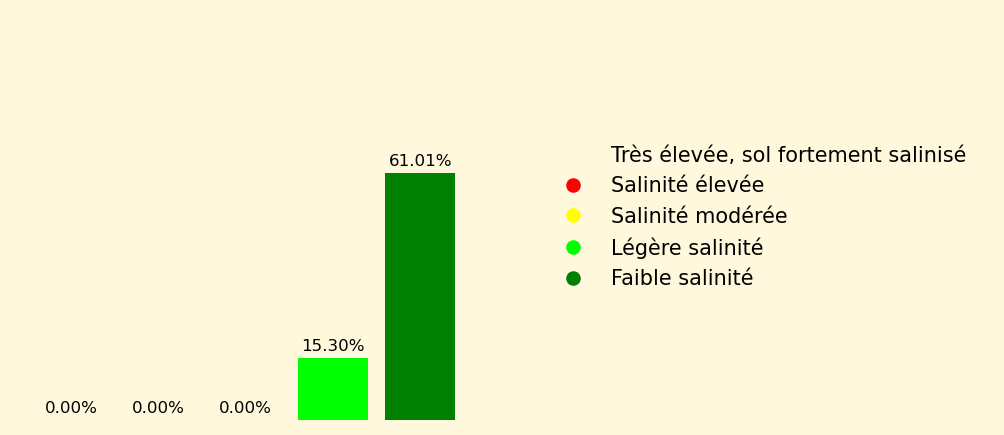 61.01%
15.30%
0.00% 0.00% 0.00%
Très élevée, sol fortement salinisé
Salinité élevée
Salinité modérée
Légère salinité
Faible salinité